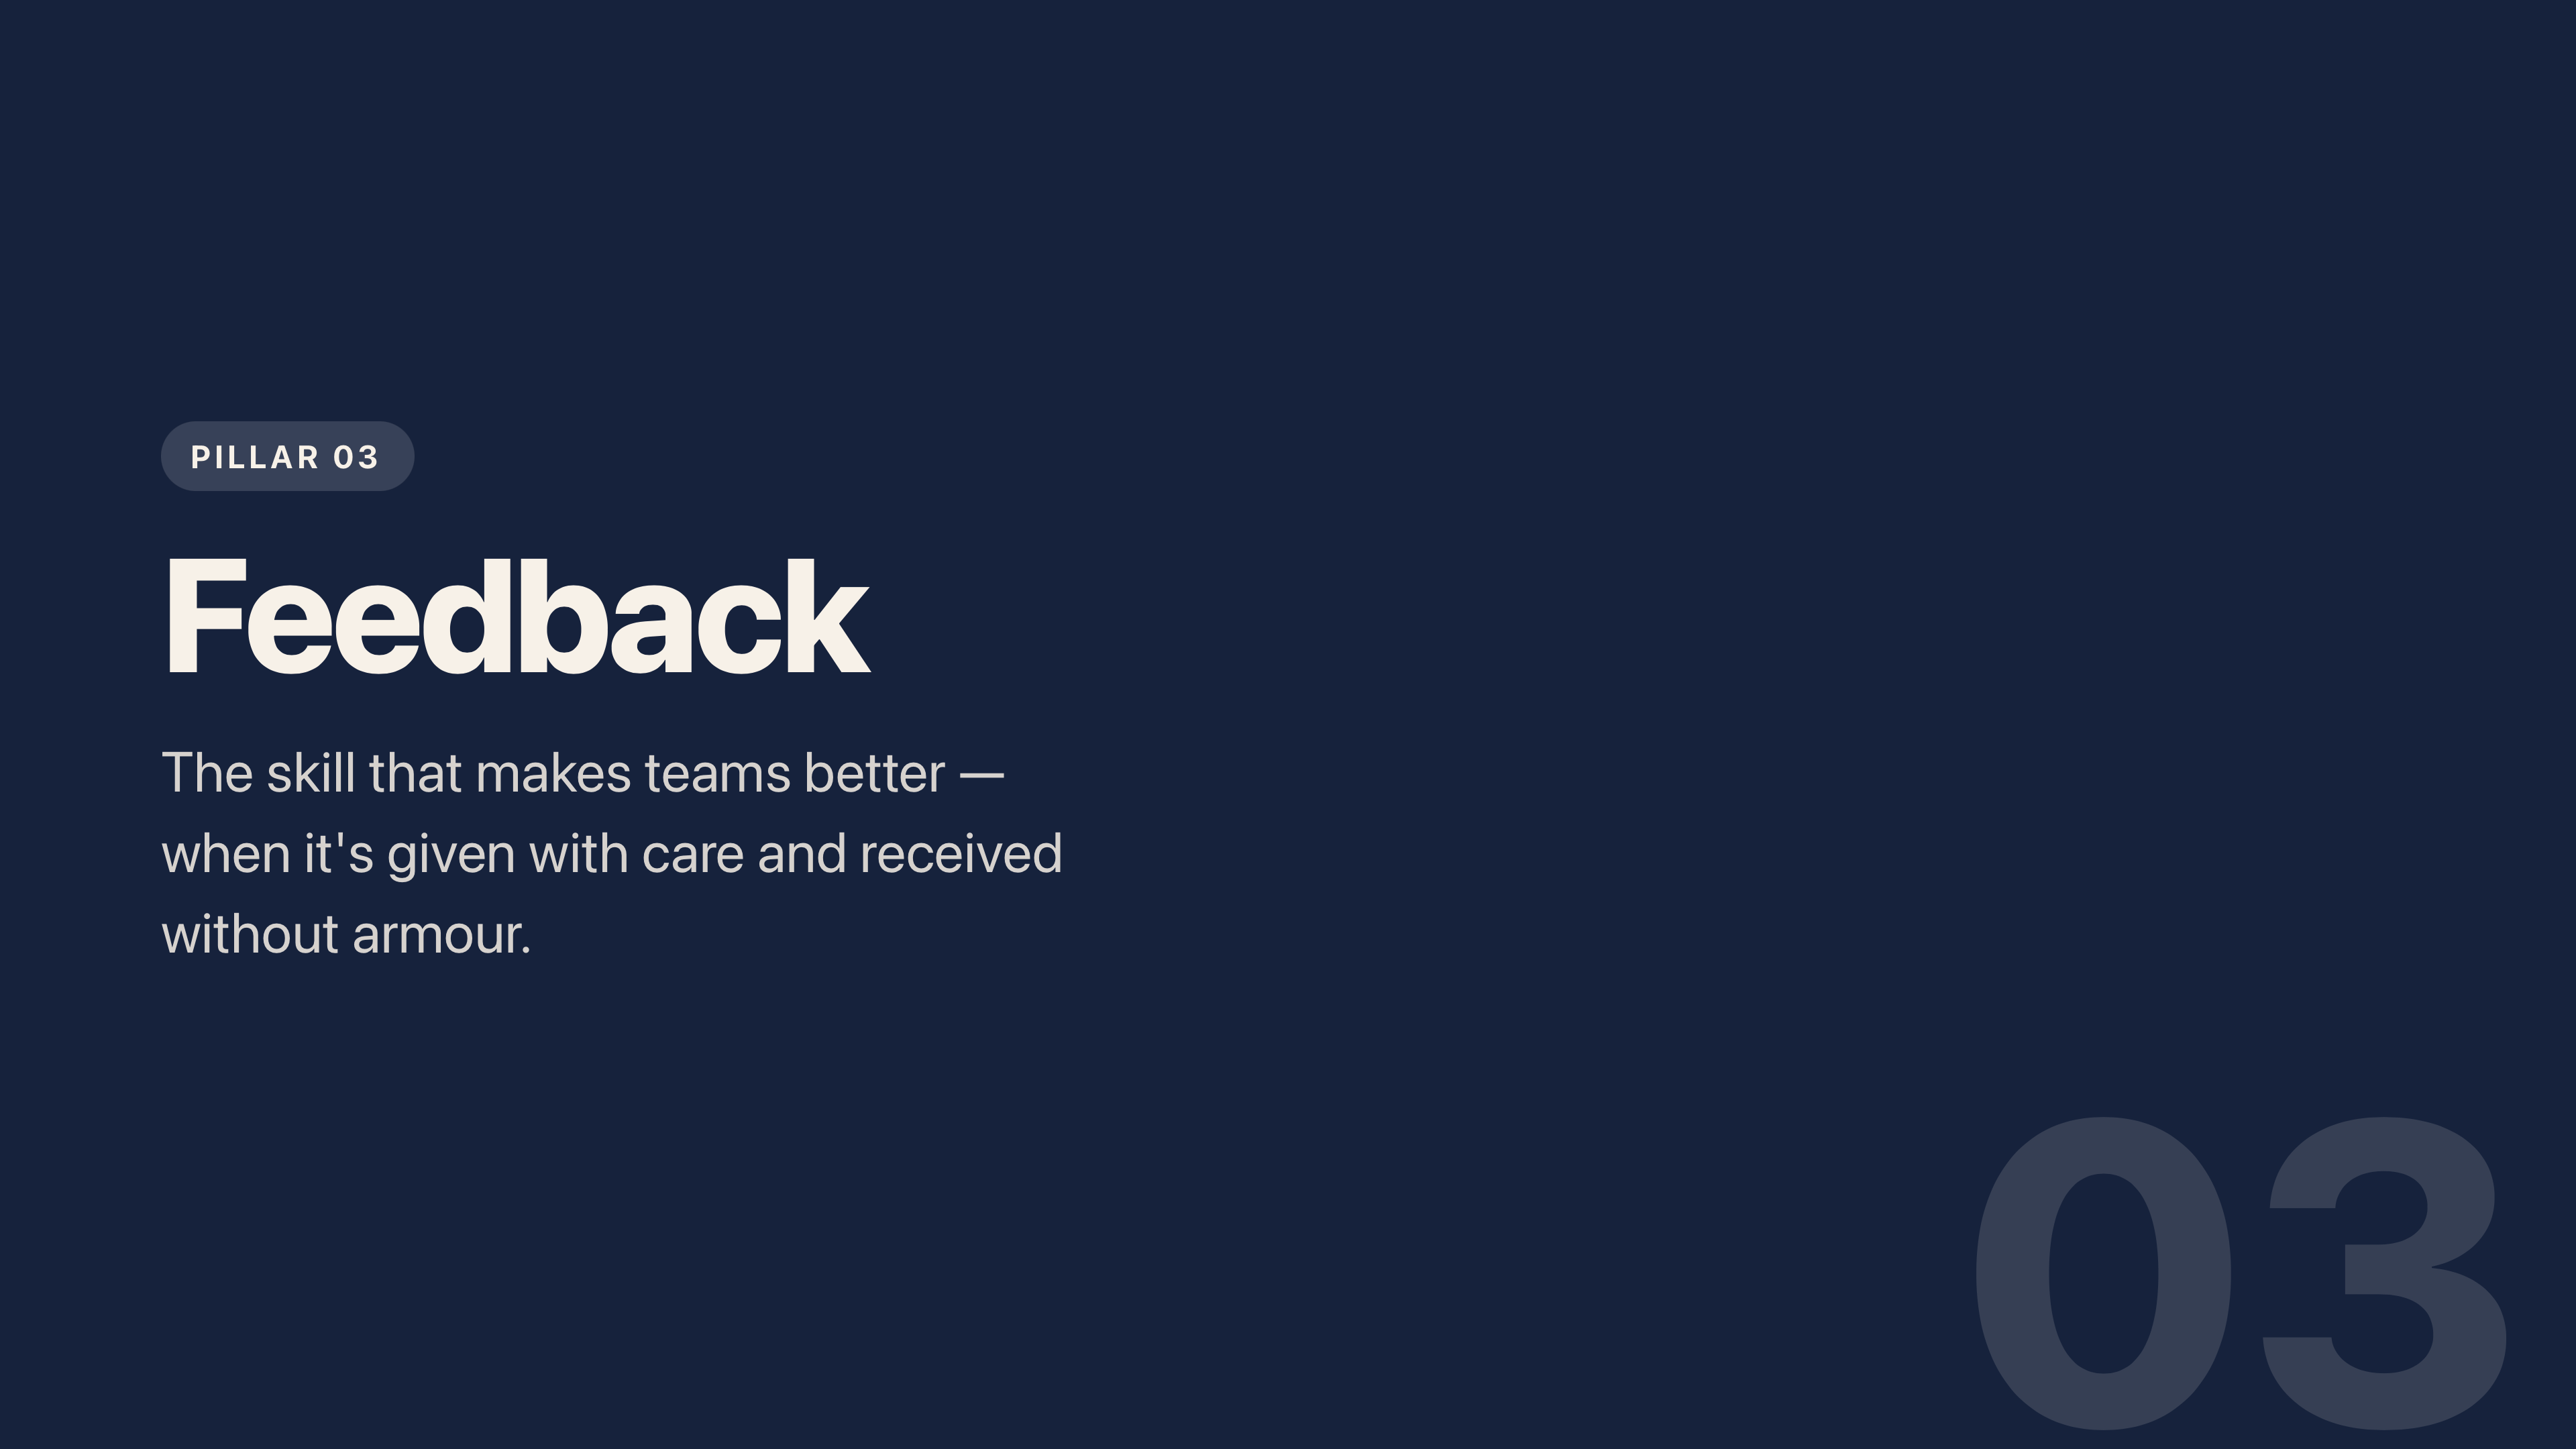 PILLAR 03
Feedback
The skill that makes teams better —
when it's given with care and received
without armour.
03